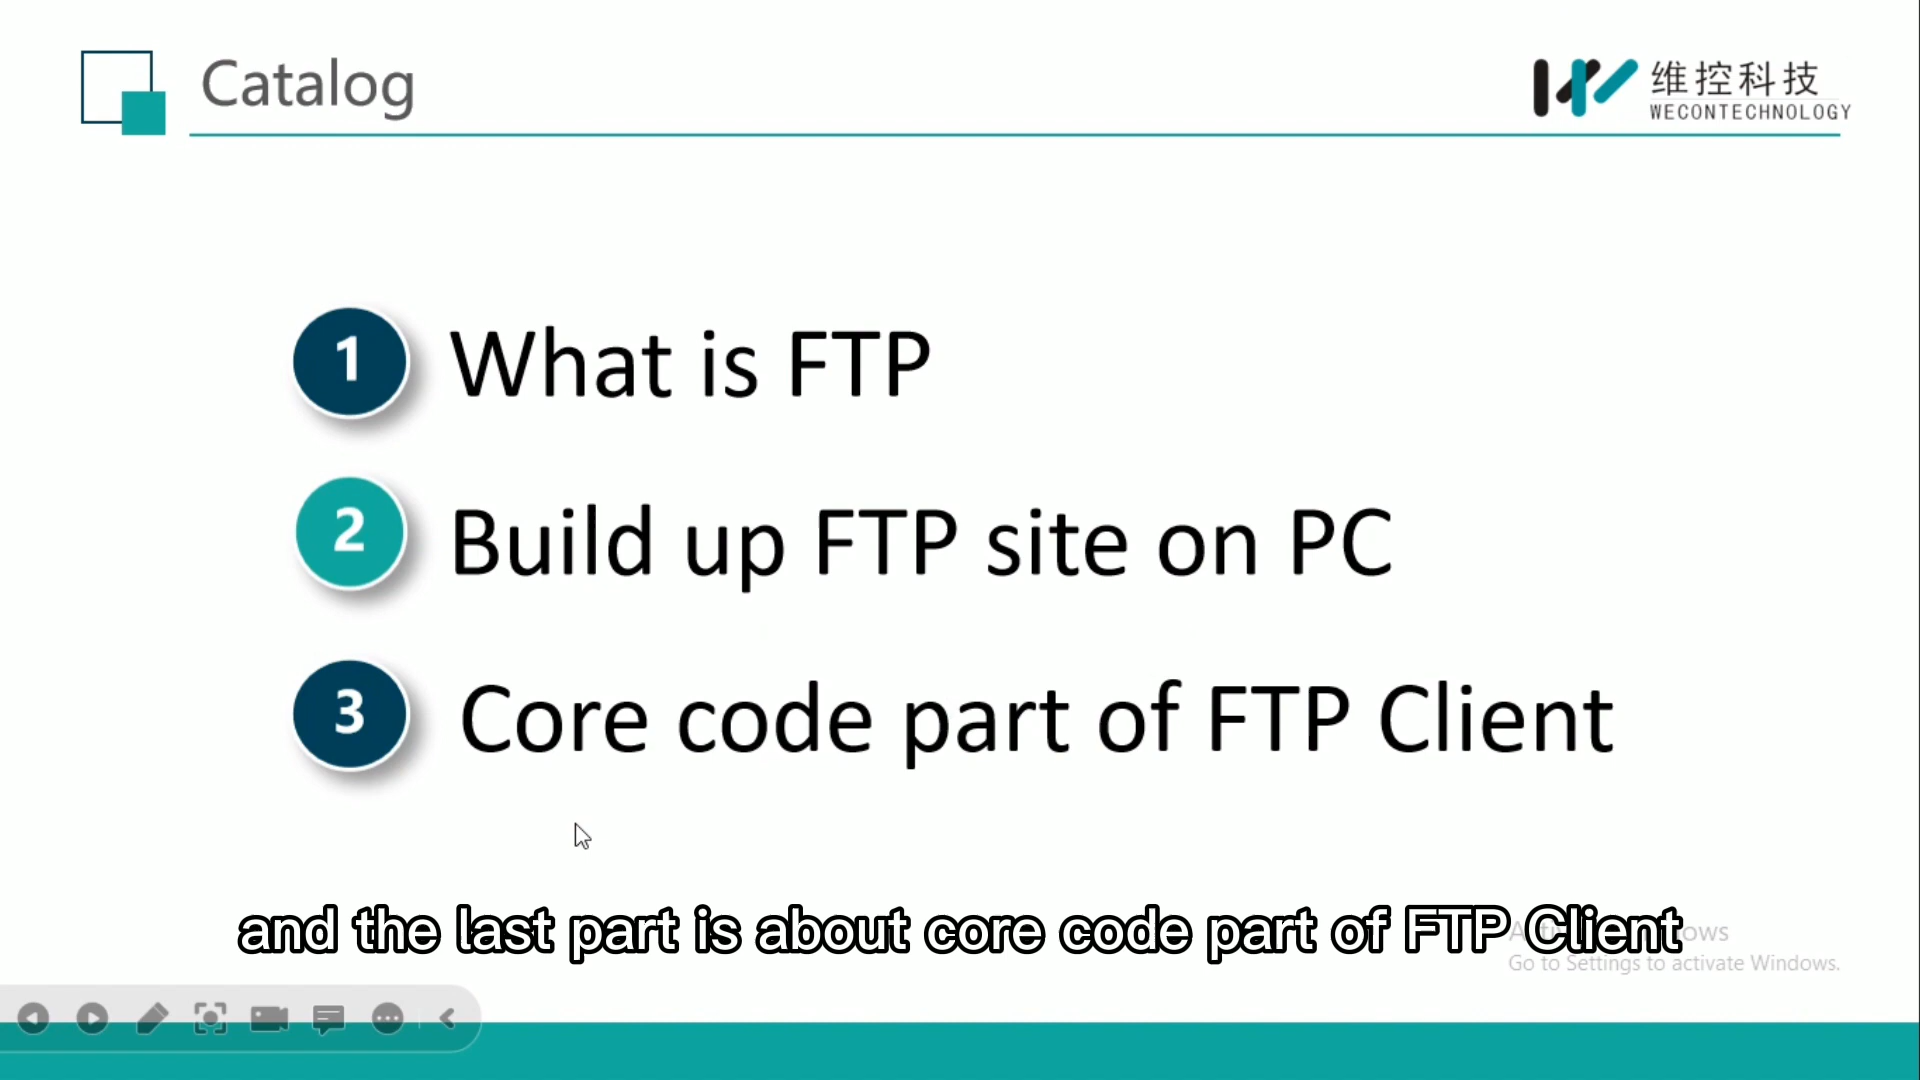 Catalog
维控科技
WECONTECHNOLOGY
1 What is FTP
2 Build up FTP site on PC
3 Core code part of FTP Client
and the last part is about core code part of FTP Client
Go to Settings to activate Windows.